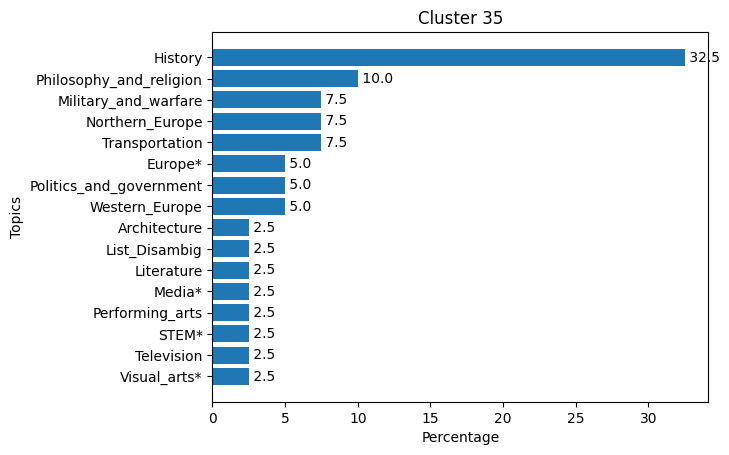 Cluster 35
History 32.5
Philosophy_and_religion 10.0
Military_and_warfare 7.5
Northern_Europe 7.5
Transportation 7.5
Europe* 5.0
Politics_and_government 5.0
Western_Europe 5.0
Architecture 2.5
List_Disambig 2.5
Literature 2.5
Media* 2.5
Performing_arts 2.5
STEM* 2.5
Television 2.5
Visual_arts* 2.5
Topics
0 5 10 15 20 25 30
Percentage